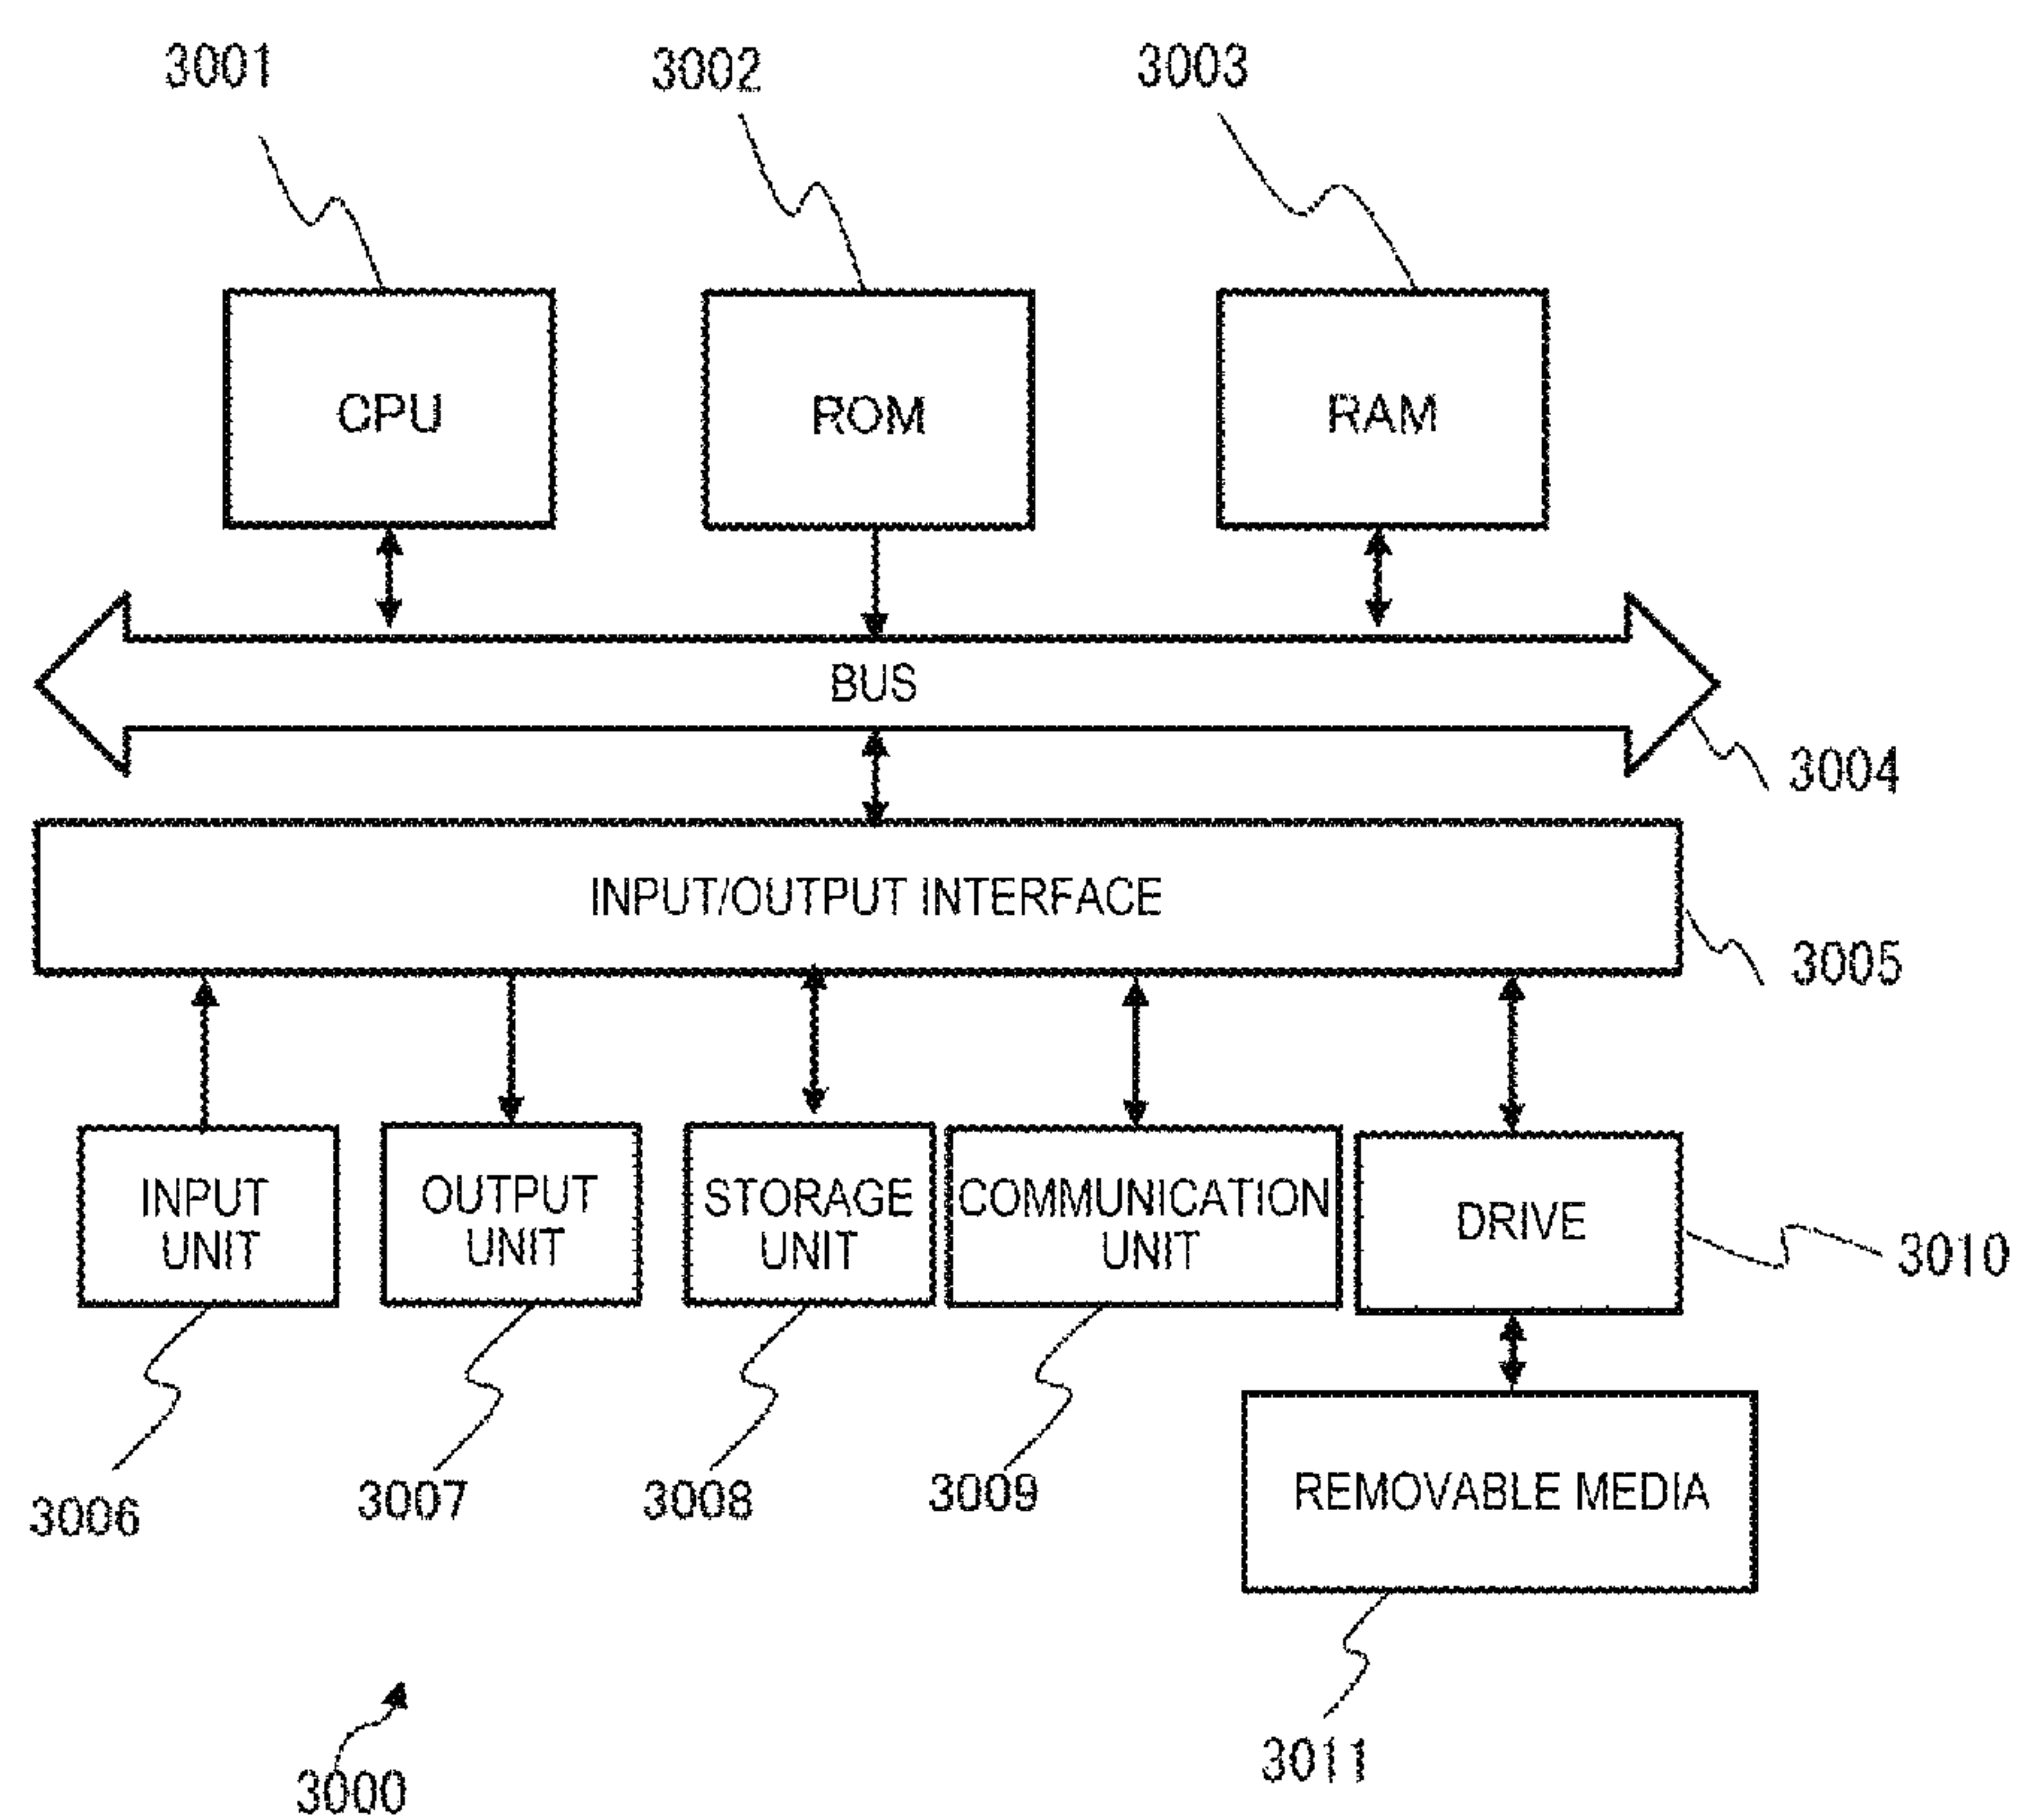 3001
3002
3003
CPU
ROM
RAM
BUS
3004
INPUT/OUTPUT INTERFACE
3005
INPUT
UNIT
OUTPUT
UNIT
STORAGE
UNIT
COMMUNICATION
UNIT
DRIVE
3010
3006
3007
3008
3009
REMOVABLE MEDIA
3011
3000